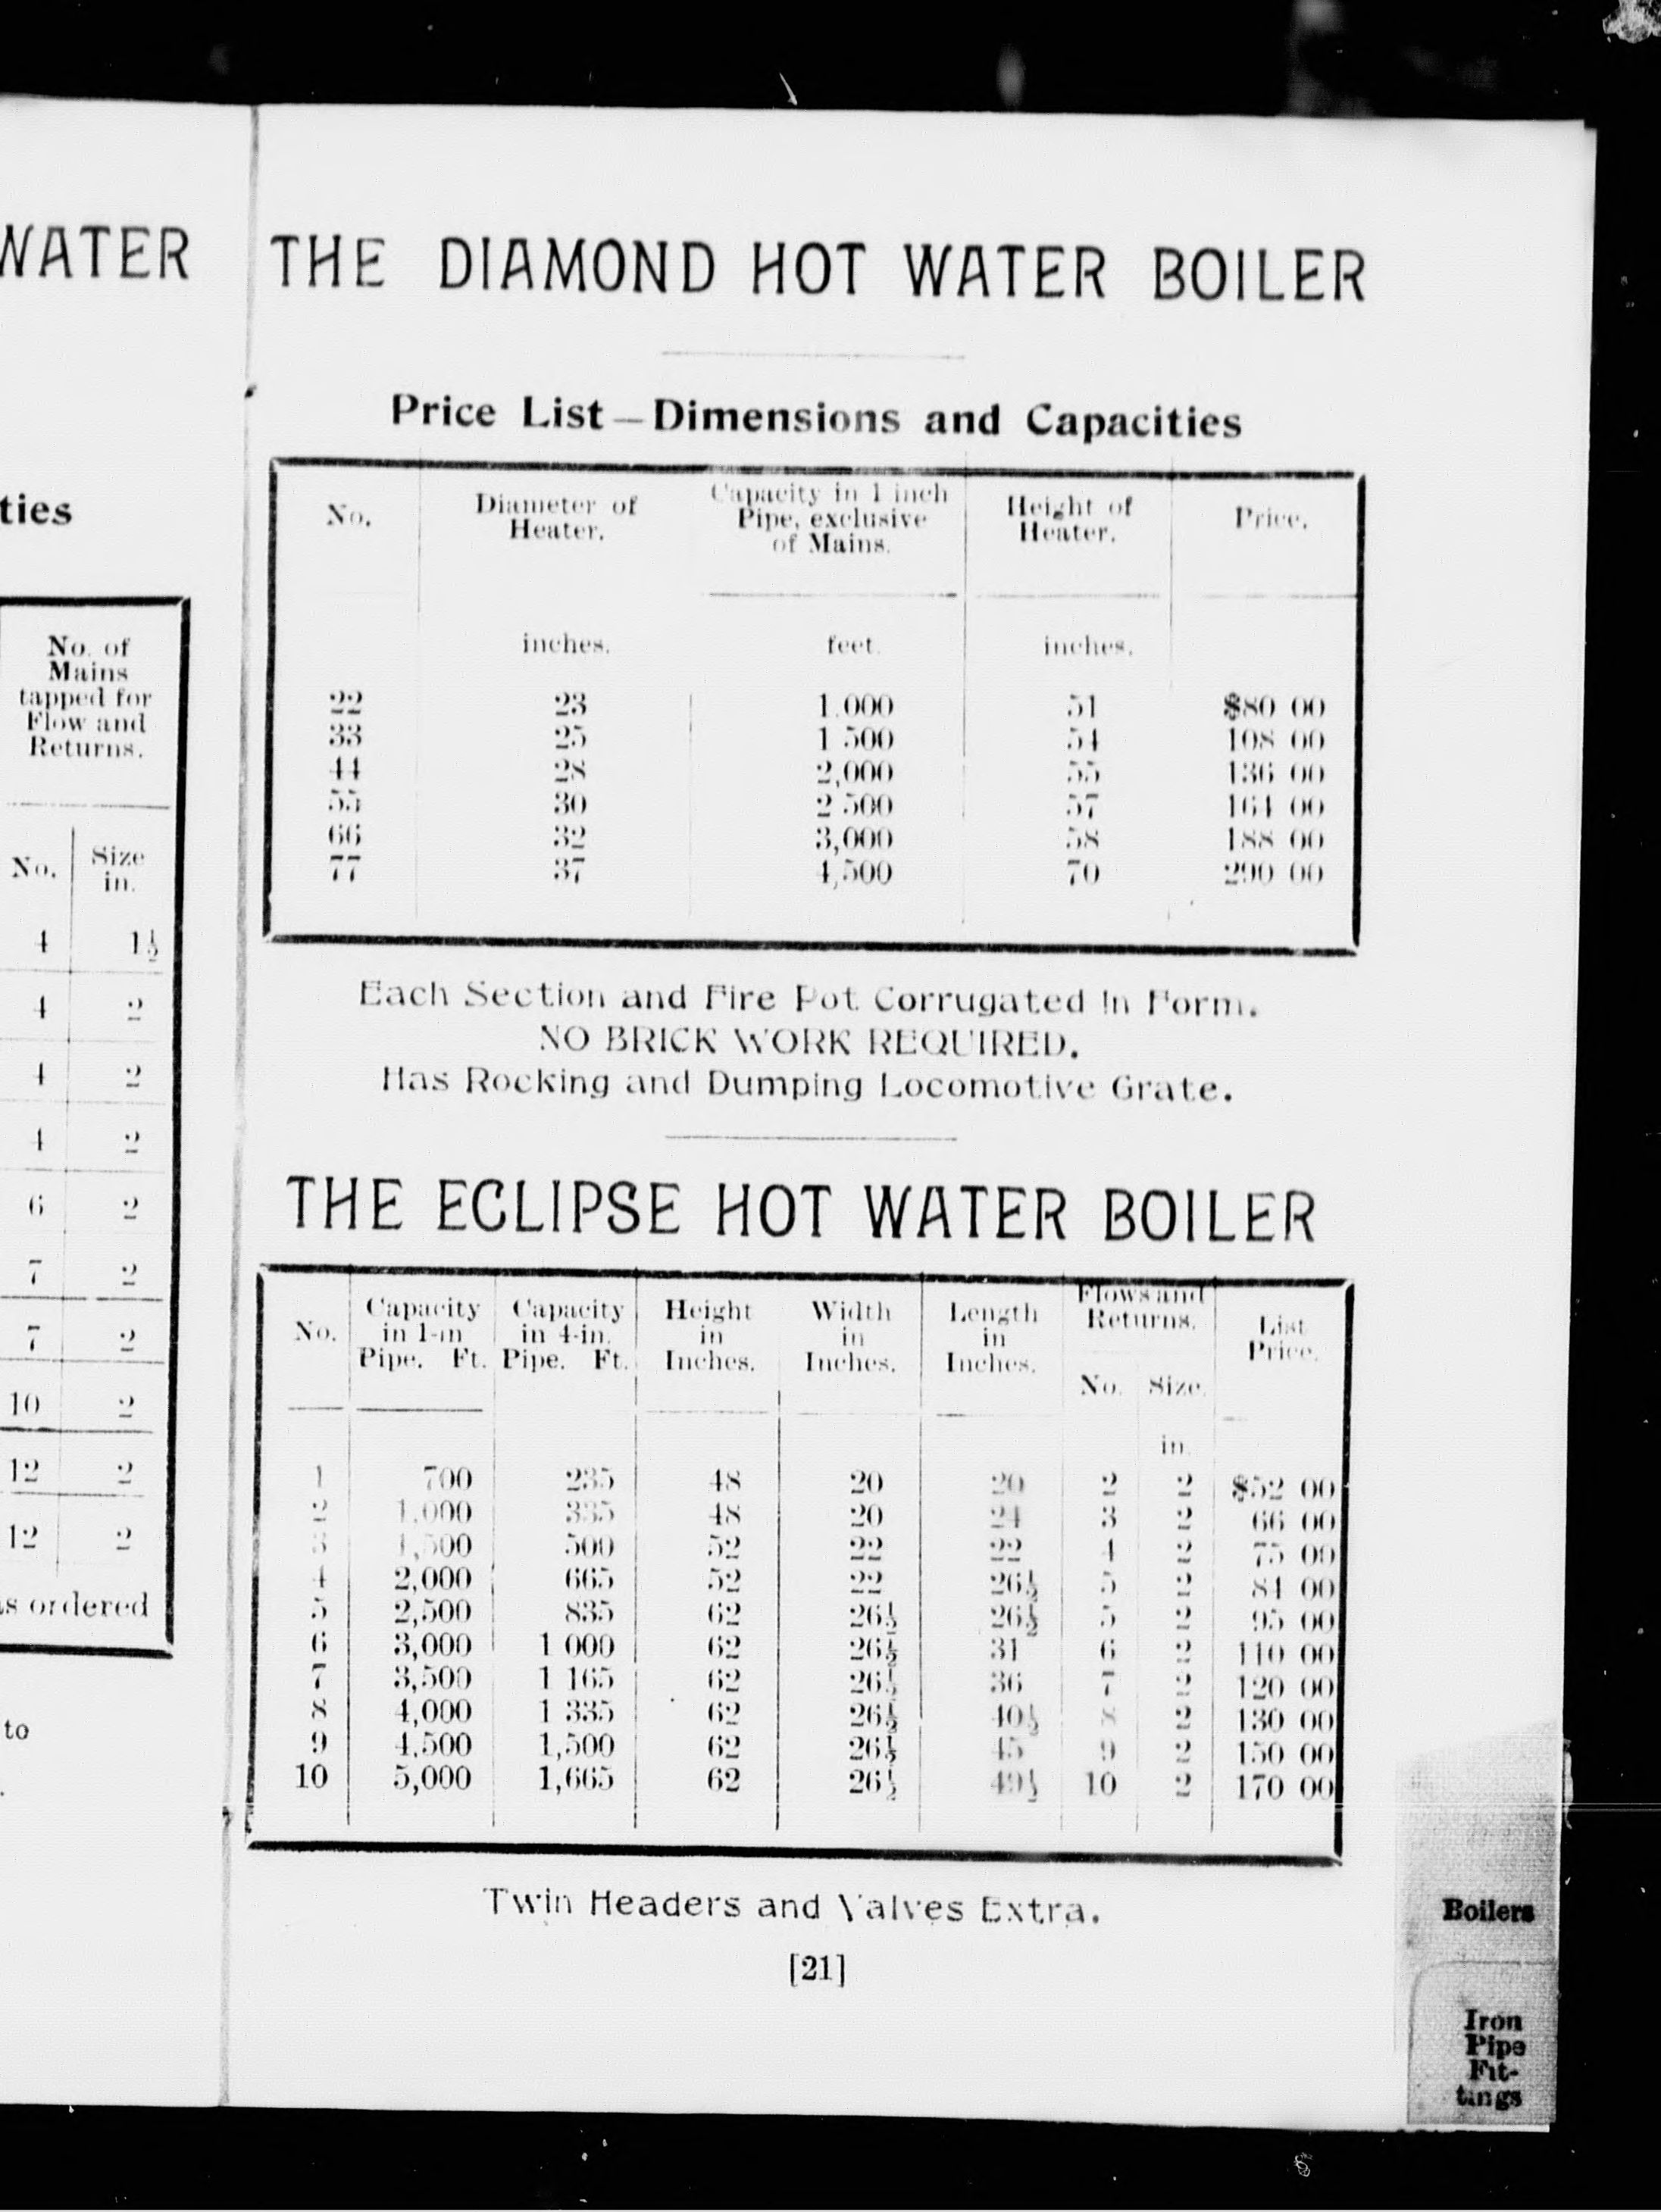 WATER
ties
No. of
Mains
tapped for
Flow and
Returns.
No. Size
in.
4 1½
4 2
4 2
4 2
6 2
7 2
7 2
10 2
12 2
12 2
as ordered
to
THE DIAMOND HOT WATER BOILER
Price List—Dimensions and Capacities
No. Diameter of Heater. Capacity in 1 inch Pipe, exclusive of Mains. Height of Heater. Price.
inches. feet. inches.
22 23 1.000 51 $80 00
33 25 1 500 54 108 00
44 28 2,000 55 136 00
55 30 2 500 57 164 00
66 32 3,000 58 188 00
77 37 4,500 70 290 00
Each Section and Fire Pot Corrugated In Form.
NO BRICK WORK REQUIRED.
Has Rocking and Dumping Locomotive Grate.
THE ECLIPSE HOT WATER BOILER
No. Capacity in 1-in Pipe. Ft. Capacity in 4-in. Pipe. Ft. Height in Inches. Width in Inches. Length in Inches. Flows and Returns. List Price.
No. Size.
in.
1 700 235 48 20 20 2 2 $52 00
2 1,000 335 48 20 24 3 2 66 00
3 1,500 500 52 22 22 4 2 75 00
4 2,000 665 52 22 26½ 5 2 84 00
5 2,500 835 62 26½ 26½ 5 2 95 00
6 3,000 1 000 62 26½ 31 6 2 110 00
7 3,500 1 165 62 26½ 36 7 2 120 00
8 4,000 1 335 62 26½ 40½ 8 2 130 00
9 4,500 1,500 62 26½ 45 9 2 150 00
10 5,000 1,665 62 26½ 49½ 10 2 170 00
Twin Headers and Valves Extra.
[21]
Boilers
Iron
Pipe
Fit-
tings